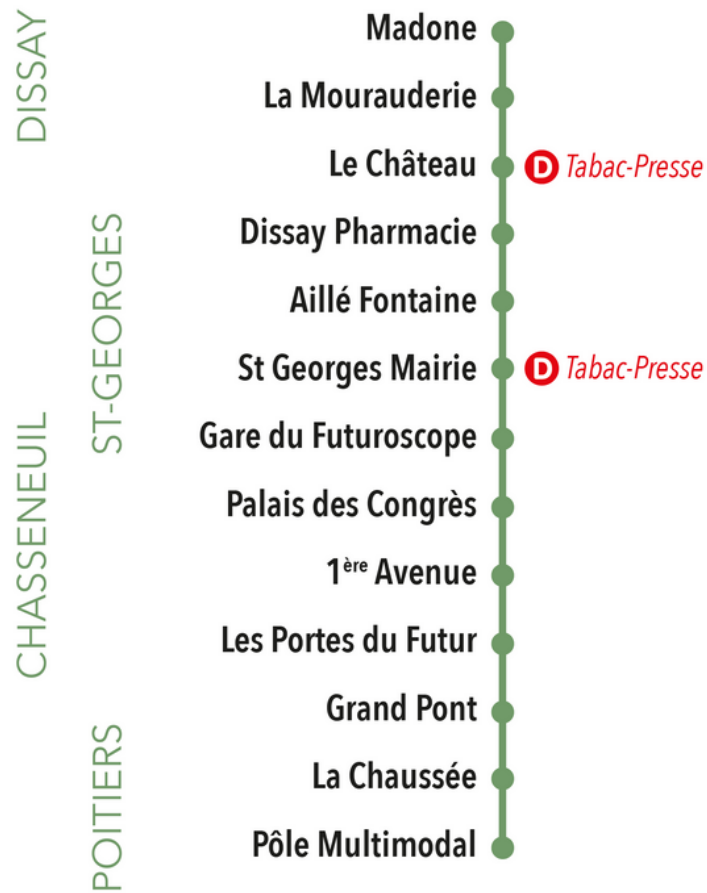 DISSAY
ST-GEORGES
CHASSENEUIL
POITIERS
Madone
La Mourauderie
Le Château D Tabac-Presse
Dissay Pharmacie
Aillé Fontaine
St Georges Mairie D Tabac-Presse
Gare du Futuroscope
Palais des Congrès
1ère Avenue
Les Portes du Futur
Grand Pont
La Chaussée
Pôle Multimodal